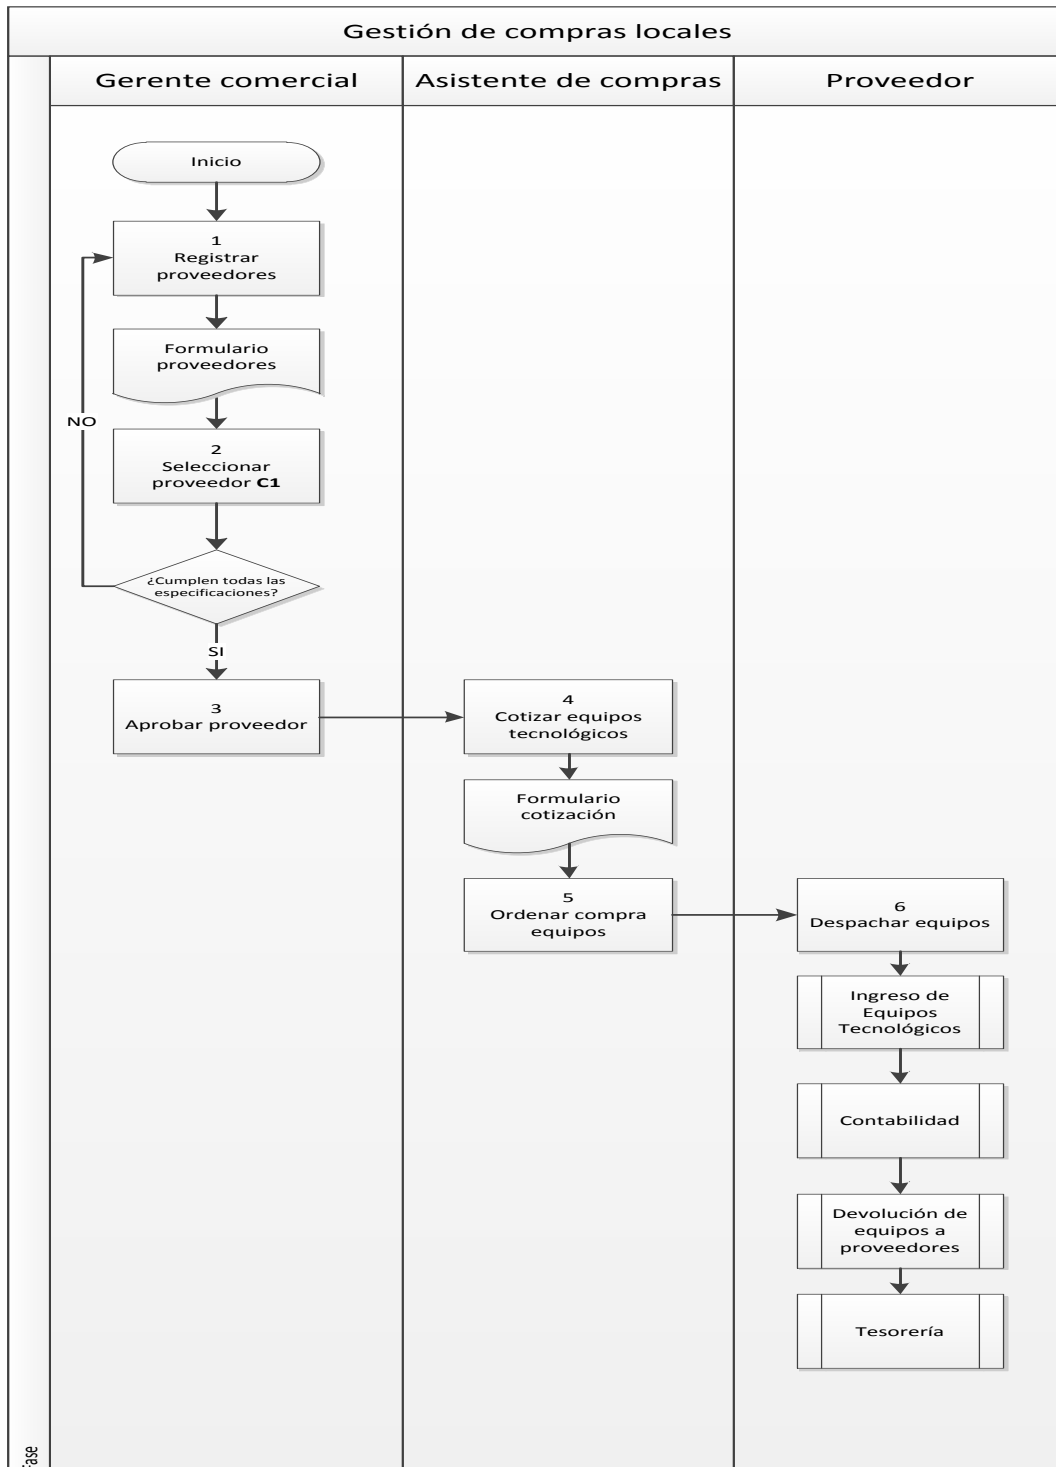 Gestión de compras locales
Gerente comercial
Asistente de compras
Proveedor
Inicio
1
Registrar
proveedores
Formulario
proveedores
NO
2
Seleccionar
proveedor C1
¿Cumplen todas las
especificaciones?
SI
3
Aprobar proveedor
4
Cotizar equipos
tecnológicos
Formulario
cotización
5
Ordenar compra
equipos
6
Despachar equipos
Ingreso de
Equipos
Tecnológicos
Contabilidad
Devolución de
equipos a
proveedores
Tesorería
Fase